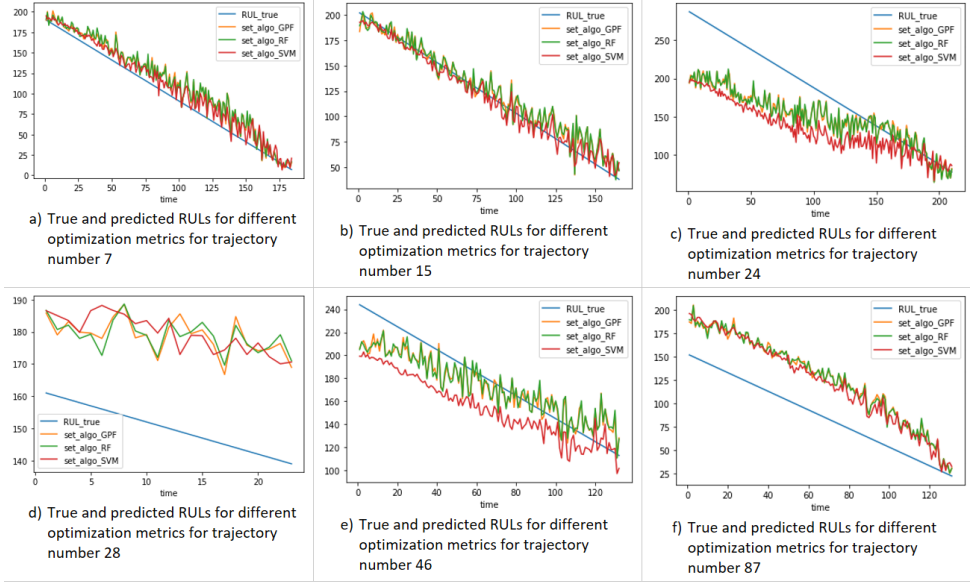 200
175
150
125
100
75
50
25
0
0
25
50
75
100
125
150
175
time
RUL_true
set_algo_GPF
set_algo_RF
set_algo_SVM
a) True and predicted RULs for different
optimization metrics for trajectory
number 7
200
175
150
125
100
75
50
0
25
50
75
100
125
150
time
RUL_true
set_algo_GPF
set_algo_RF
set_algo_SVM
b) True and predicted RULs for different
optimization metrics for trajectory
number 15
250
200
150
100
0
50
100
150
200
time
RUL_true
set_algo_GPF
set_algo_RF
set_algo_SVM
c) True and predicted RULs for different
optimization metrics for trajectory
number 24
190
180
170
160
150
140
0
5
10
15
20
time
RUL_true
set_algo_GPF
set_algo_RF
set_algo_SVM
d) True and predicted RULs for different
optimization metrics for trajectory
number 28
240
220
200
180
160
140
120
100
0
20
40
60
80
100
120
time
RUL_true
set_algo_GPF
set_algo_RF
set_algo_SVM
e) True and predicted RULs for different
optimization metrics for trajectory
number 46
200
175
150
125
100
75
50
25
0
20
40
60
80
100
120
time
RUL_true
set_algo_GPF
set_algo_RF
set_algo_SVM
f) True and predicted RULs for different
optimization metrics for trajectory
number 87